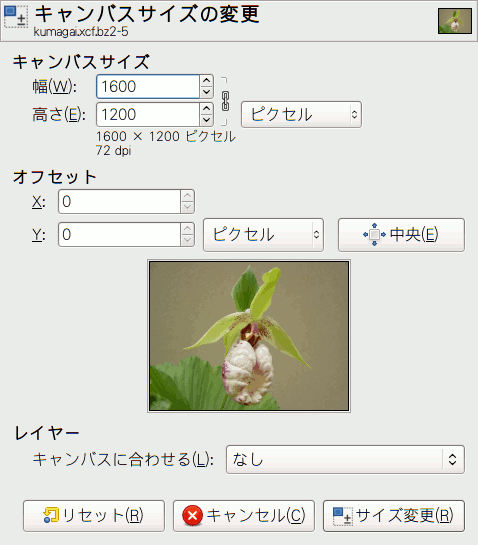 キャンバスサイズの変更
kumagai.xcf.bz2-5
キャンバスサイズ
幅(W): 1600
高さ(E): 1200 ピクセル
1600 × 1200 ピクセル
72 dpi
オフセット
X: 0
Y: 0 ピクセル 中央(E)
レイヤー
キャンバスに合わせる(L): なし
リセット(R) キャンセル(C) サイズ変更(R)